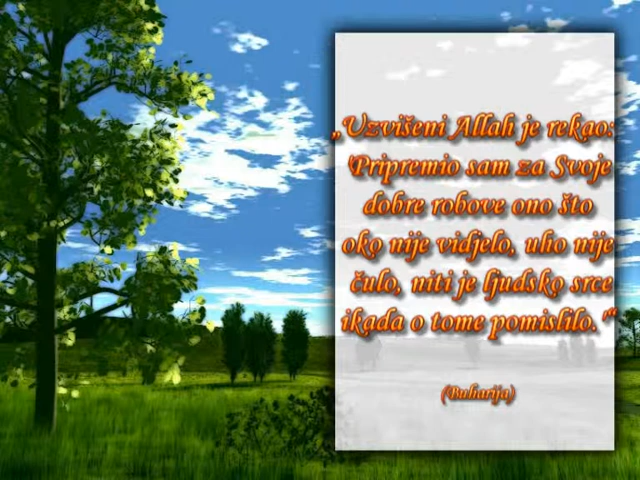 „Uzvišeni Allah je rekao:
'Pripremio sam za Svoje
dobre robove ono što
oko nije vidjelo, uho nije
čulo, niti je ljudsko srce
ikada o tome pomislilo.'“
(Buharija)